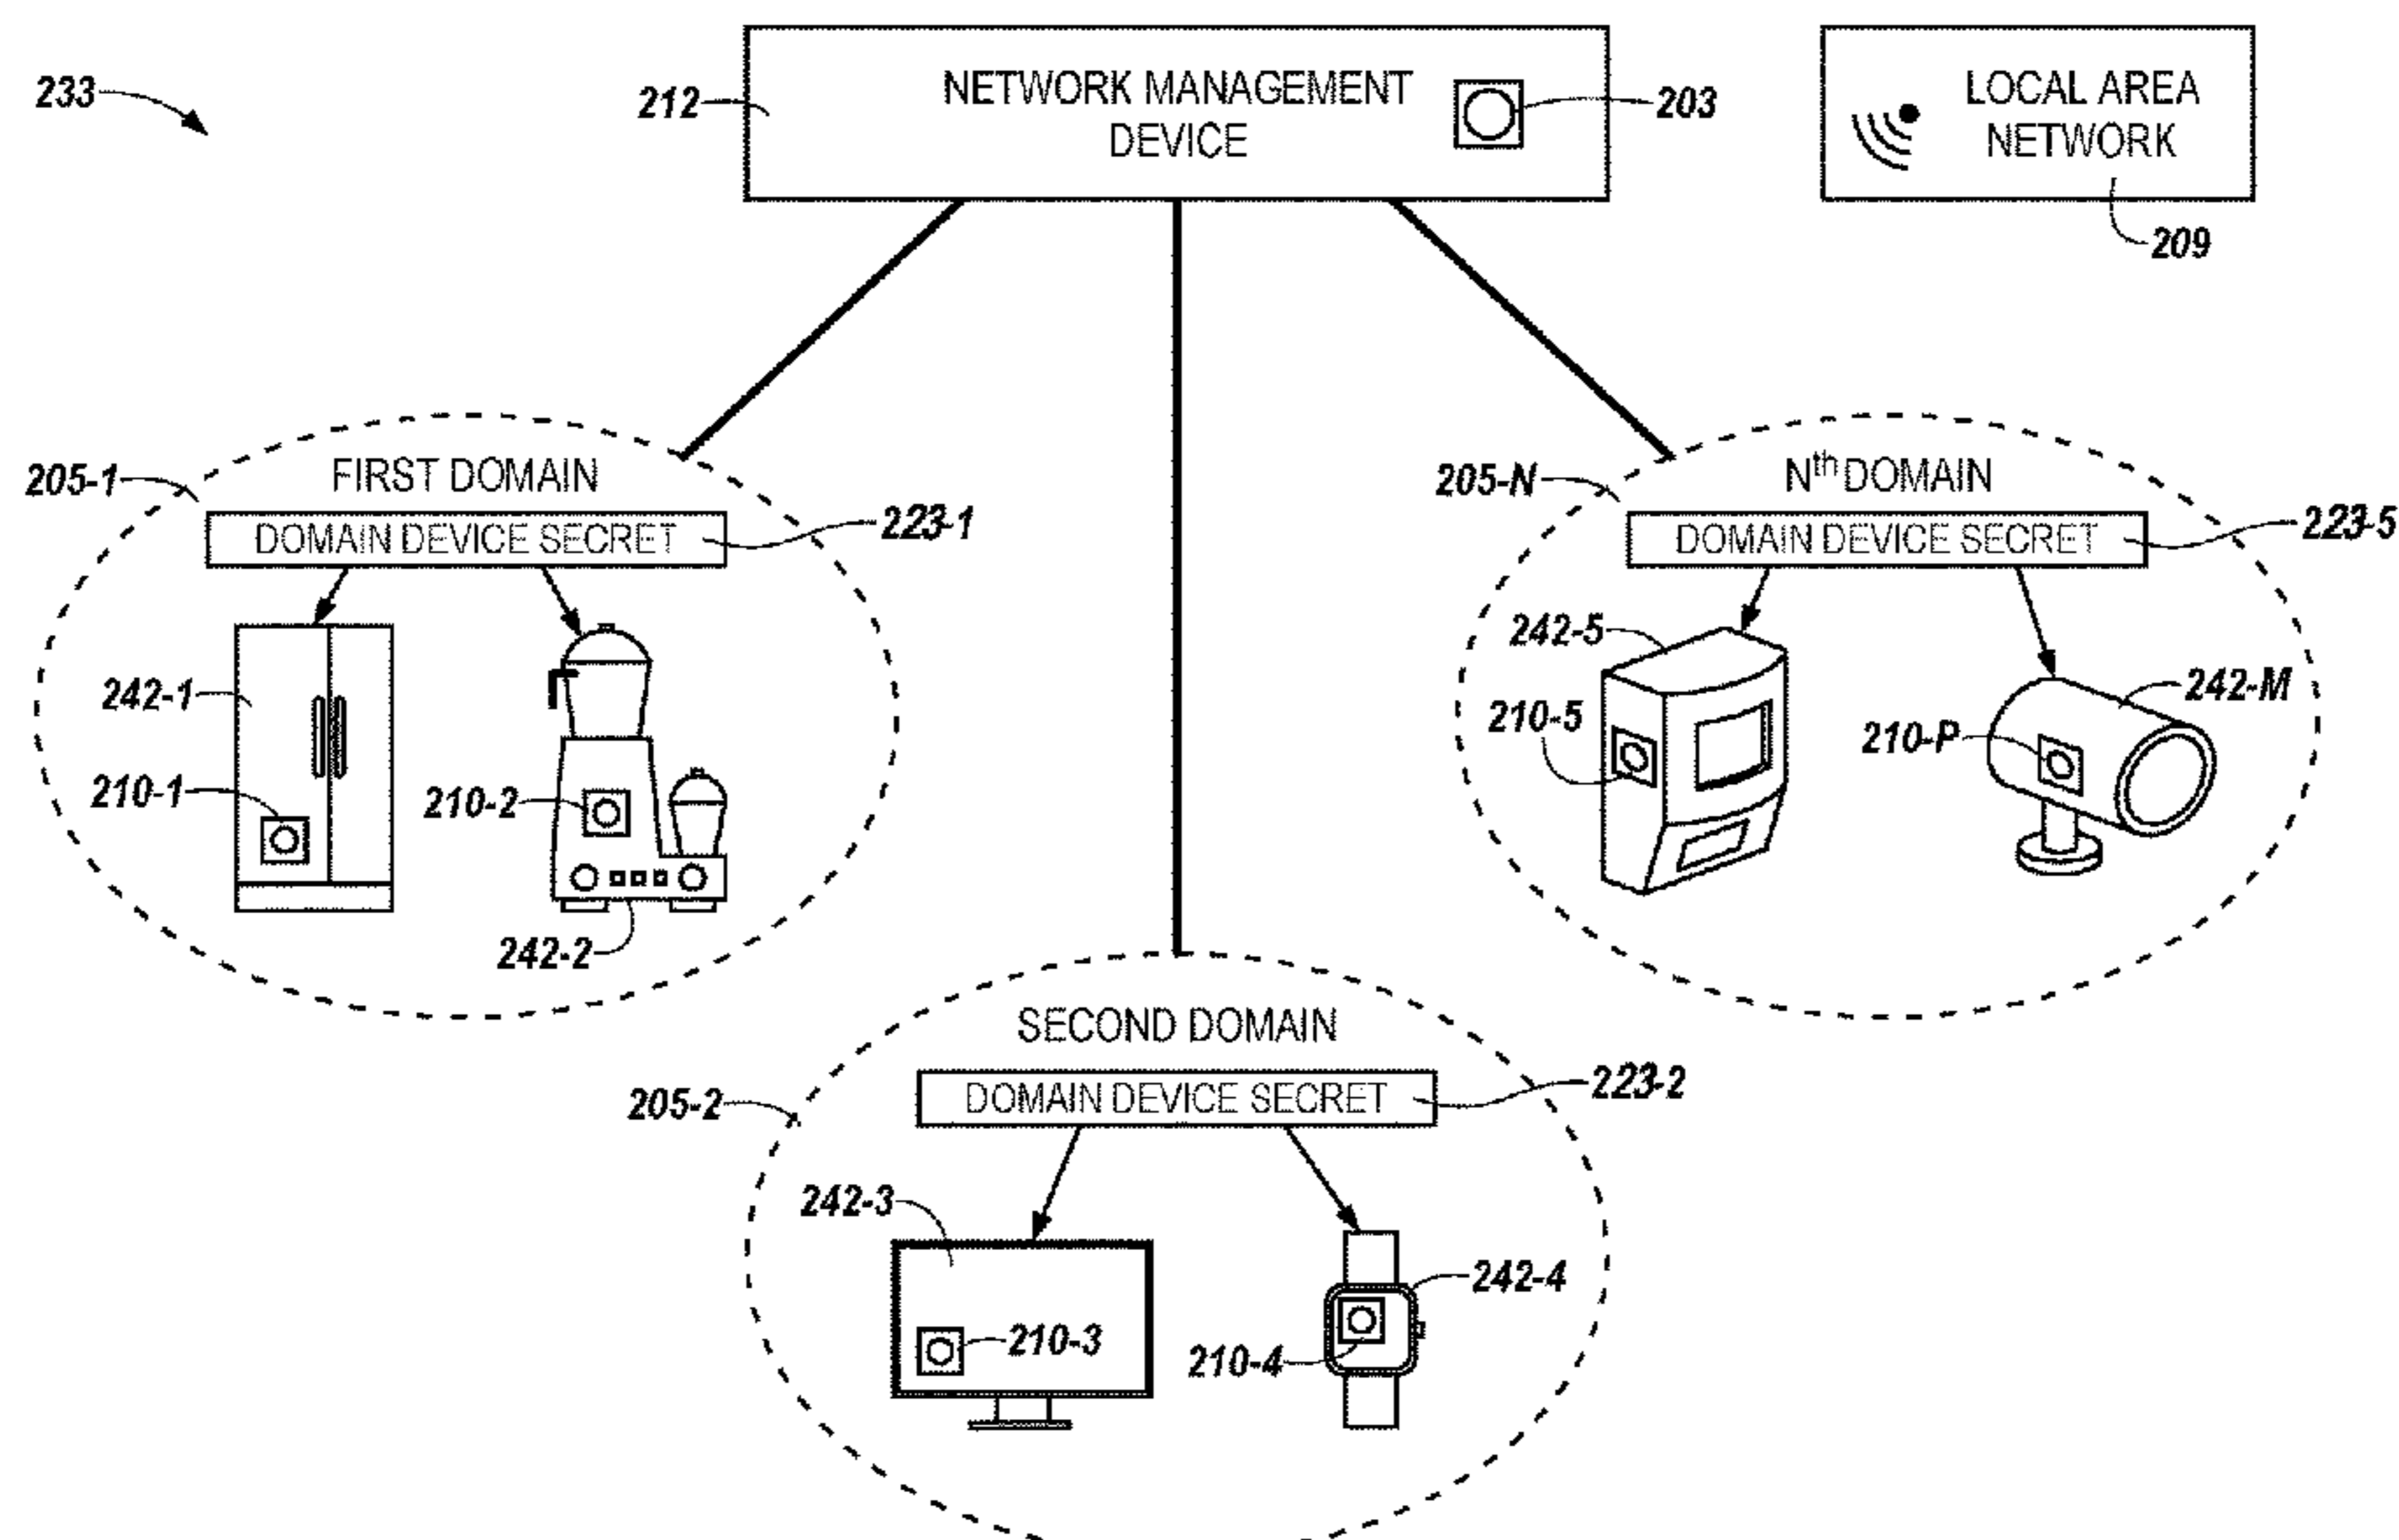 233
212
NETWORK MANAGEMENT
DEVICE
203
LOCAL AREA
NETWORK
209
205-1
FIRST DOMAIN
DOMAIN DEVICE SECRET
223-1
242-1
210-1
210-2
242-2
205-N
Nth DOMAIN
DOMAIN DEVICE SECRET
223-5
242-5
210-5
242-M
210-P
SECOND DOMAIN
205-2
DOMAIN DEVICE SECRET
223-2
242-3
210-3
242-4
210-4